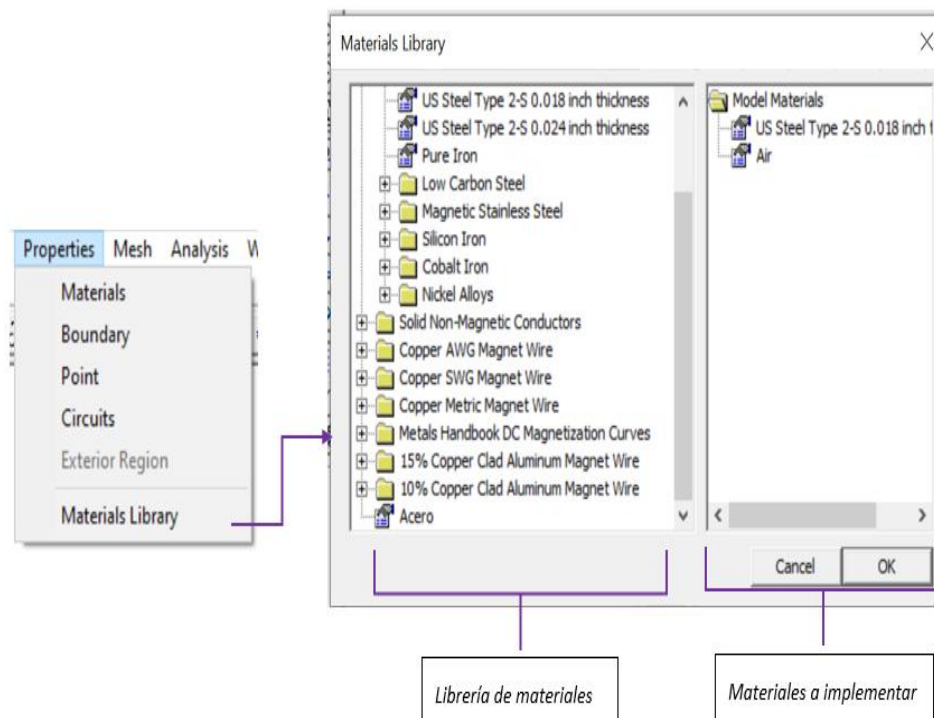 Properties Mesh Analysis W
Materials
Boundary
Point
Circuits
Exterior Region
Materials Library
Materials Library
US Steel Type 2-S 0.018 inch thickness
US Steel Type 2-S 0.024 inch thickness
Pure Iron
Low Carbon Steel
Magnetic Stainless Steel
Silicon Iron
Cobalt Iron
Nickel Alloys
Solid Non-Magnetic Conductors
Copper AWG Magnet Wire
Copper SWG Magnet Wire
Copper Metric Magnet Wire
Metals Handbook DC Magnetization Curves
15% Copper Clad Aluminum Magnet Wire
10% Copper Clad Aluminum Magnet Wire
Acero
Model Materials
US Steel Type 2-S 0.018 inch t
Air
Cancel OK
Librería de materiales
Materiales a implementar